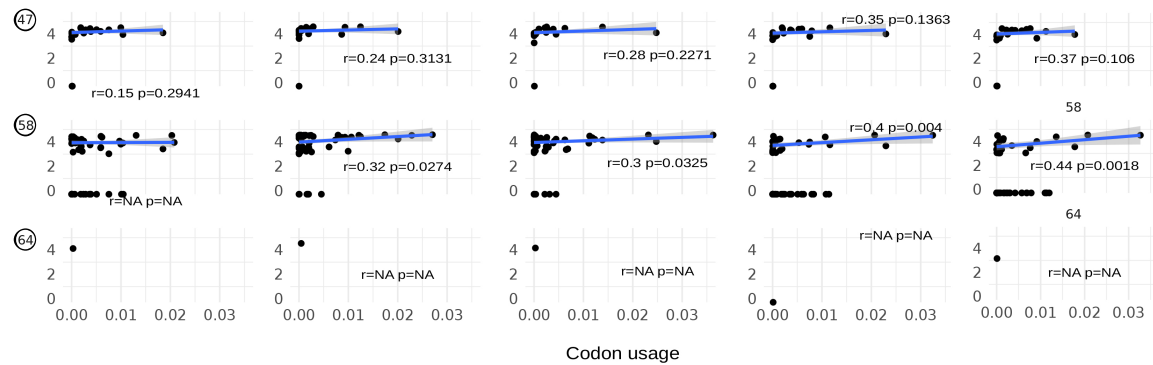 47
4 4 4 4 4
2 2 2 2 2
0 0 0 0 0
r=0.15 p=0.2941 r=0.24 p=0.3131 r=0.28 p=0.2271 r=0.35 p=0.1363 r=0.37 p=0.106
58
58
4 4 4 4 4
2 2 2 2 2
0 0 0 0 0
r=NA p=NA r=0.32 p=0.0274 r=0.3 p=0.0325 r=0.4 p=0.004 r=0.44 p=0.0018
64
64
4 4 4 4 4
2 2 2 2 2
0 0 0 0 0
r=NA p=NA r=NA p=NA r=NA p=NA r=NA p=NA
0.00 0.01 0.02 0.03 0.00 0.01 0.02 0.03 0.00 0.01 0.02 0.03 0.00 0.01 0.02 0.03 0.00 0.01 0.02 0.03
Codon usage